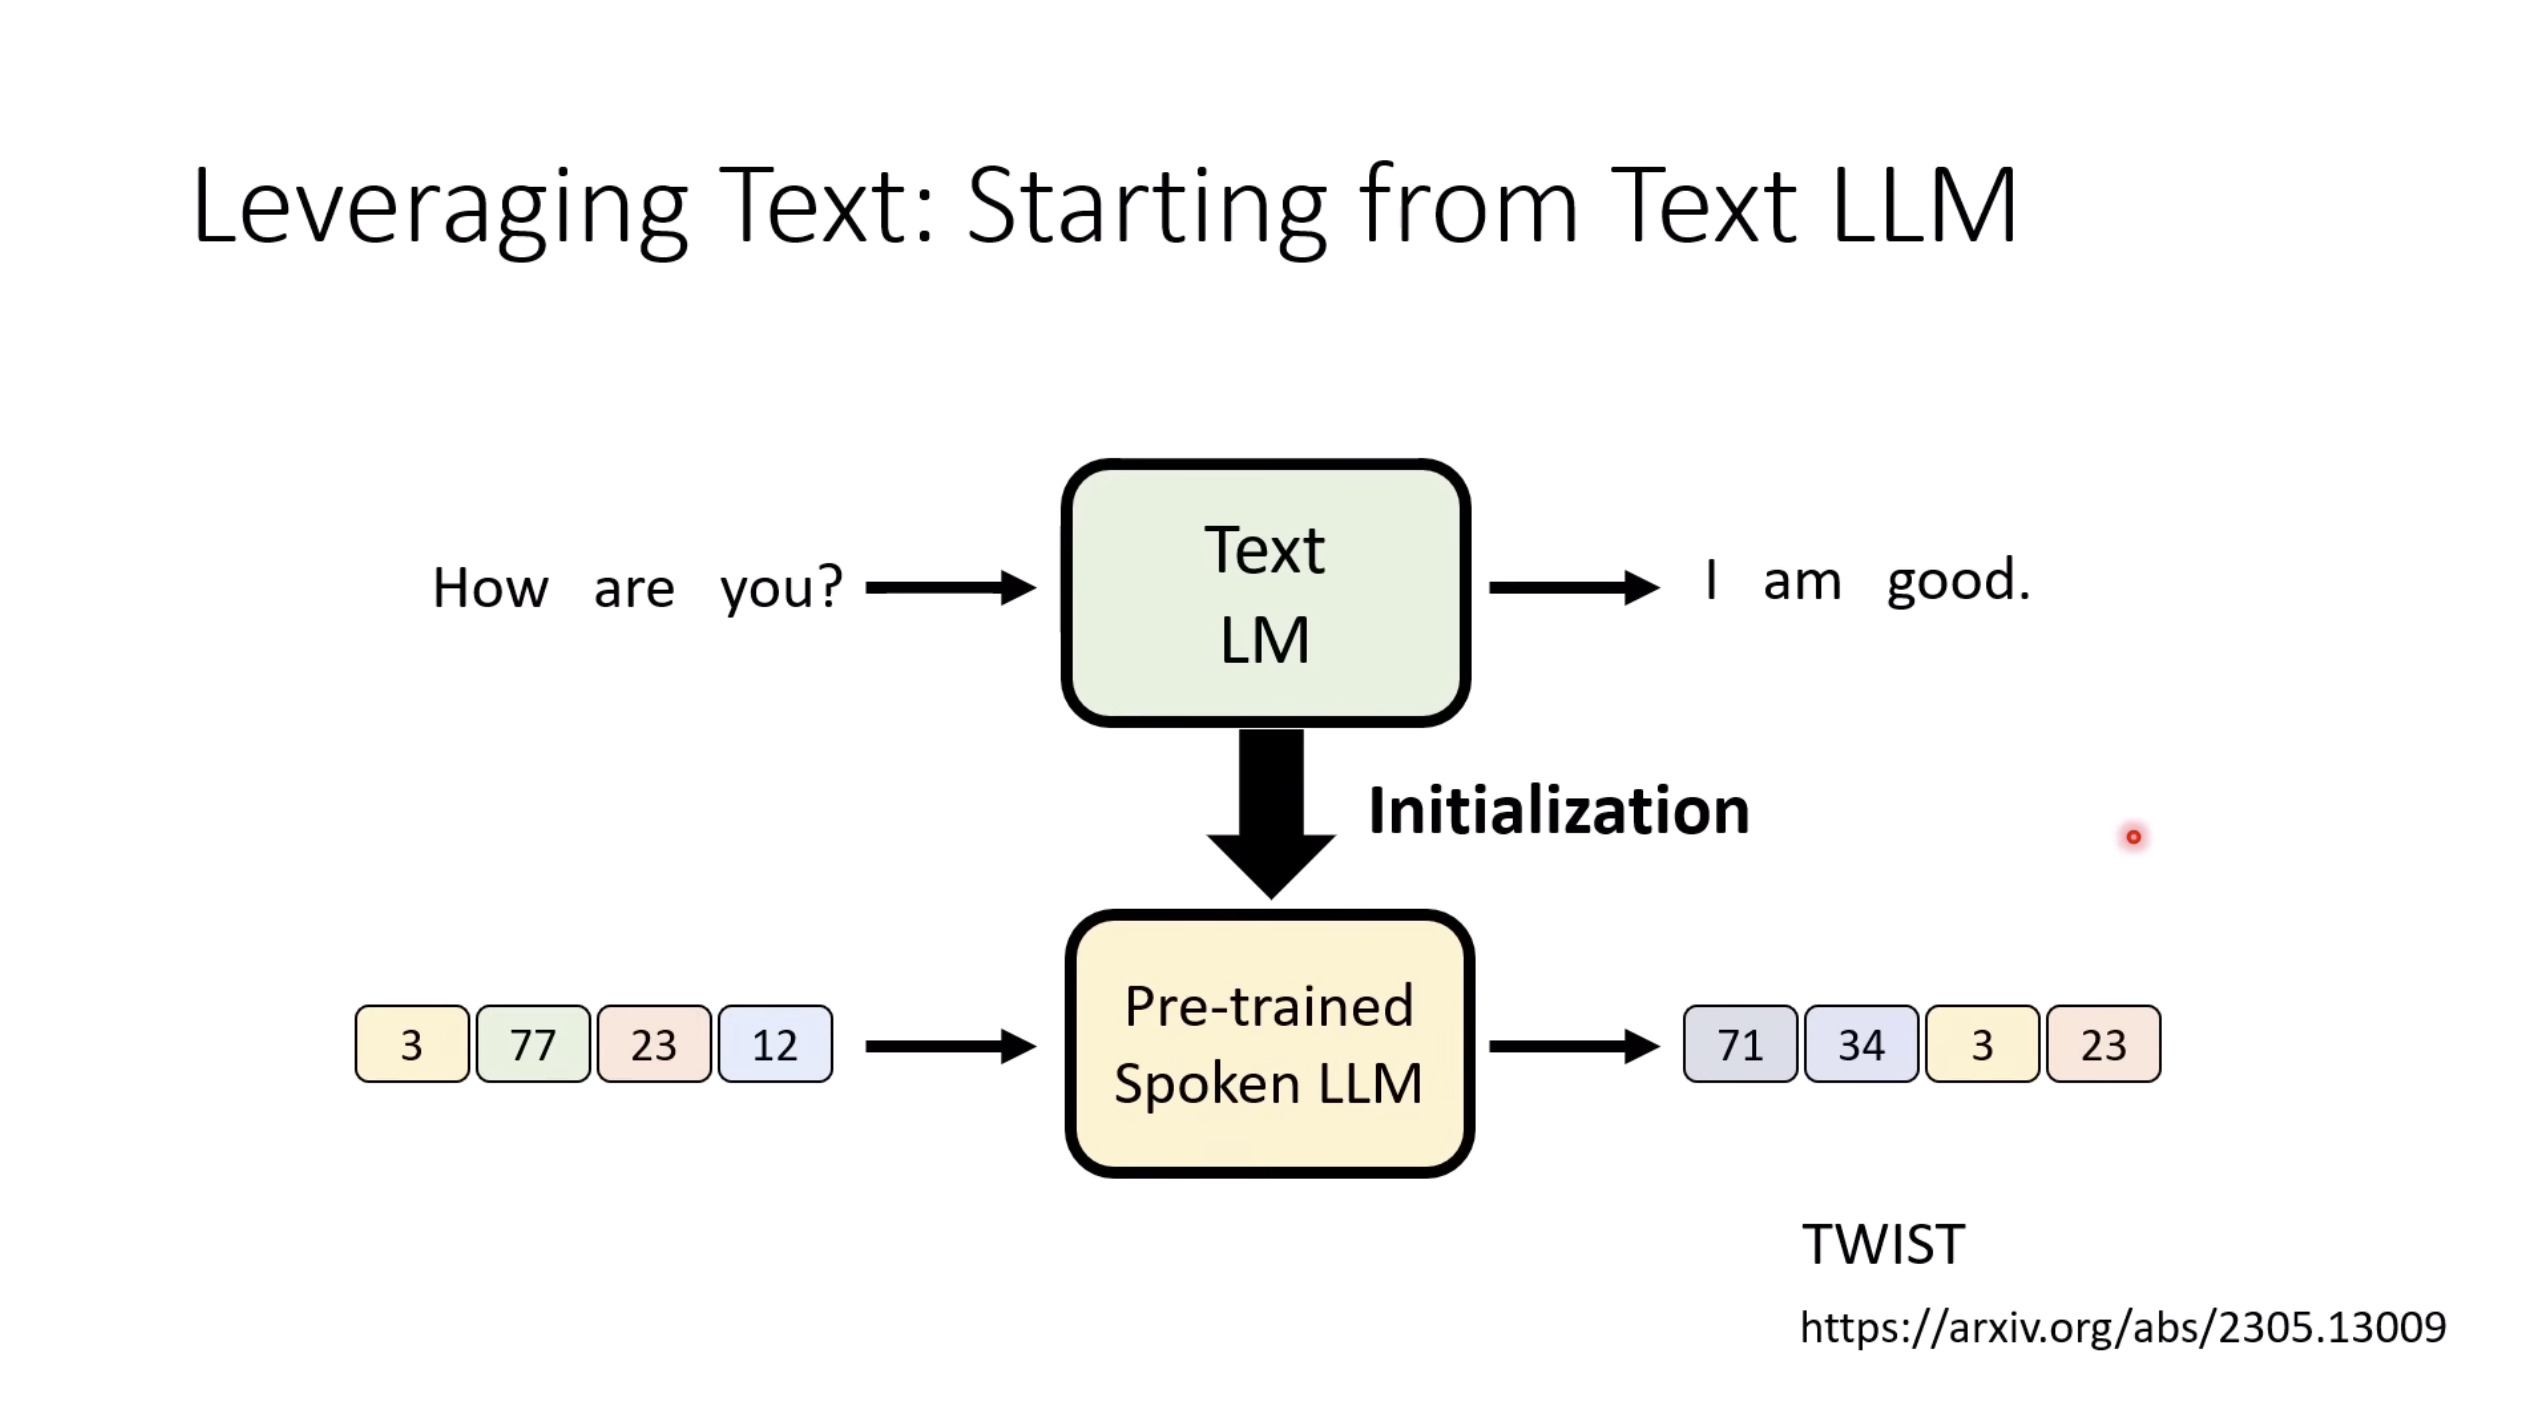 Leveraging Text: Starting from Text LLM
How are you?
Text
LM
I am good.
Initialization
3 77 23 12
Pre-trained
Spoken LLM
71 34 3 23
TWIST
https://arxiv.org/abs/2305.13009